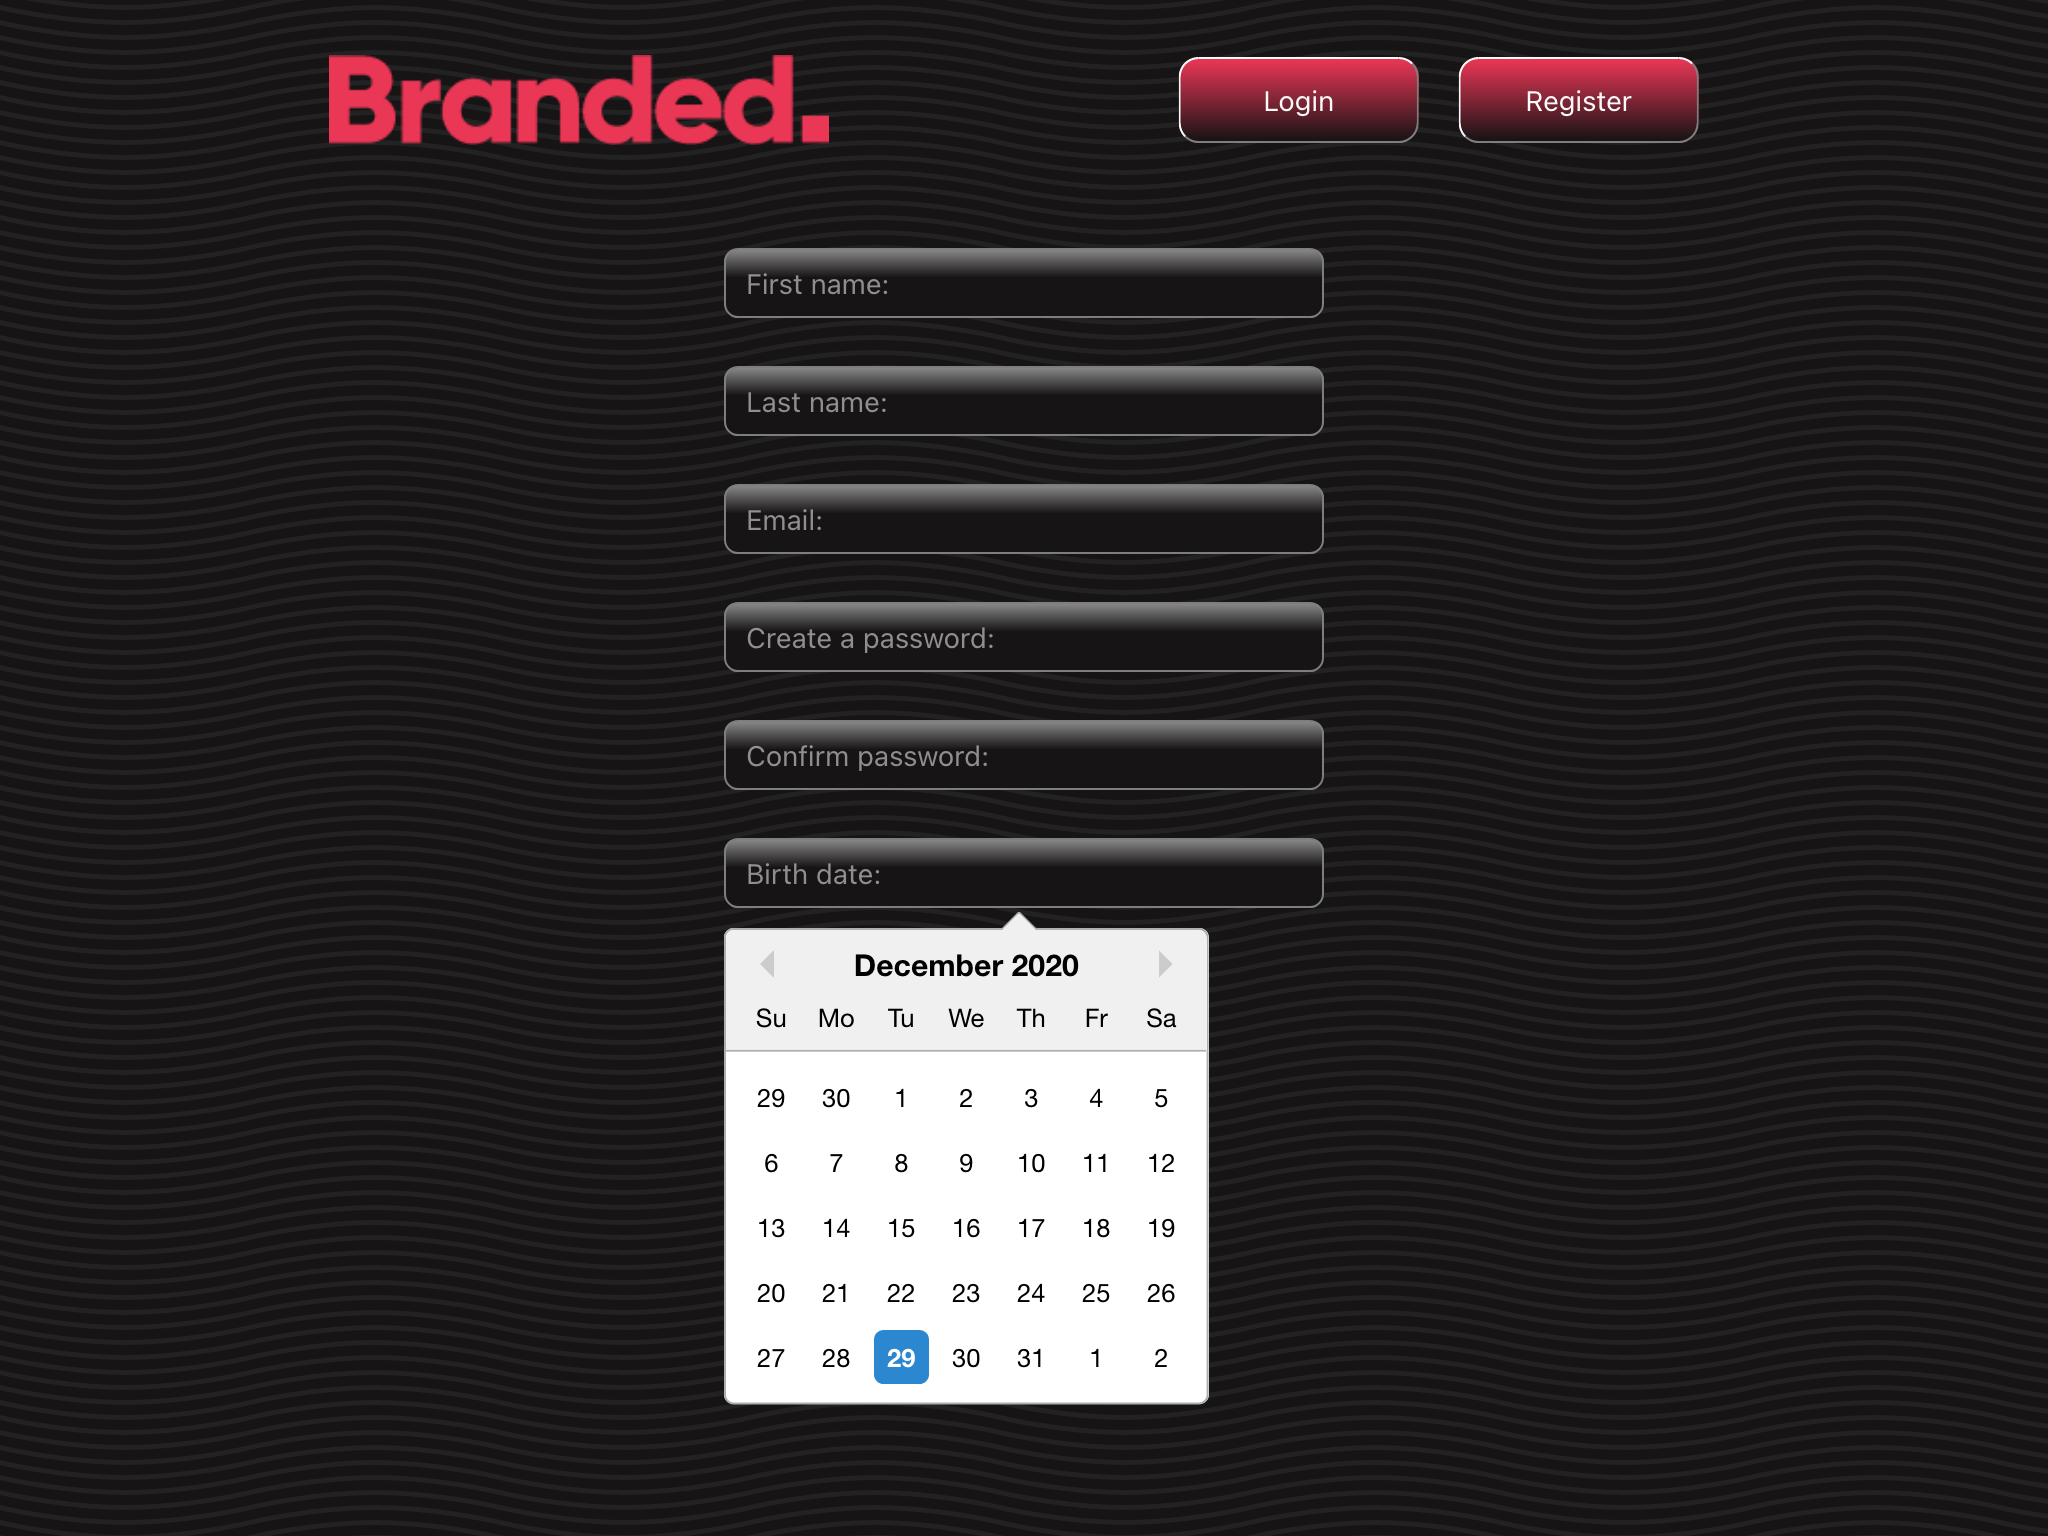 Branded.
Login Register
First name:
Last name:
Email:
Create a password:
Confirm password:
Birth date:
December 2020
Su Mo Tu We Th Fr Sa
29 30 1 2 3 4 5
6 7 8 9 10 11 12
13 14 15 16 17 18 19
20 21 22 23 24 25 26
27 28 29 30 31 1 2